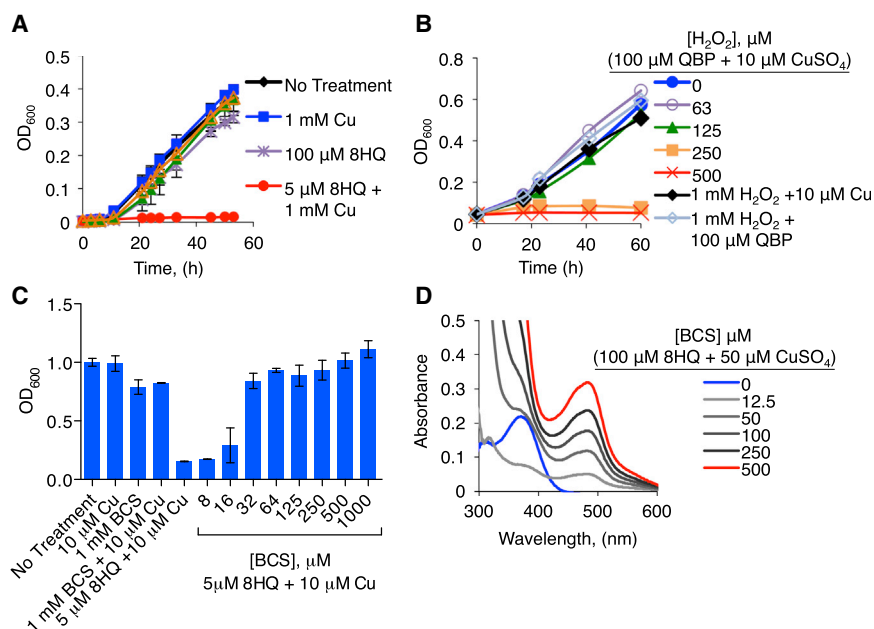 A
OD600
0.5
0.4
0.3
0.2
0.1
0
0
20
40
60
Time, (h)
No Treatment
1 mM Cu
100 µM 8HQ
5 µM 8HQ +
1 mM Cu
B
[H2O2], µM
(100 µM QBP + 10 µM CuSO4)
OD600
0.8
0.6
0.4
0.2
0
0
20
40
60
Time (h)
0
63
125
250
500
1 mM H2O2 +10 µM Cu
1 mM H2O2 +
100 µM QBP
C
OD600
1.5
1.0
0.5
0.0
No Treatment
10 µM Cu
1 mM BCS
1 mM BCS + 10 µM Cu
5 µM 8HQ +10 µM Cu
8
16
32
64
125
250
500
1000
[BCS], µM
5µM 8HQ + 10 µM Cu
D
Absorbance
0.5
0.4
0.3
0.2
0.1
0
300
400
500
600
Wavelength, (nm)
[BCS] µM
(100 µM 8HQ + 50 µM CuSO4)
0
12.5
50
100
250
500